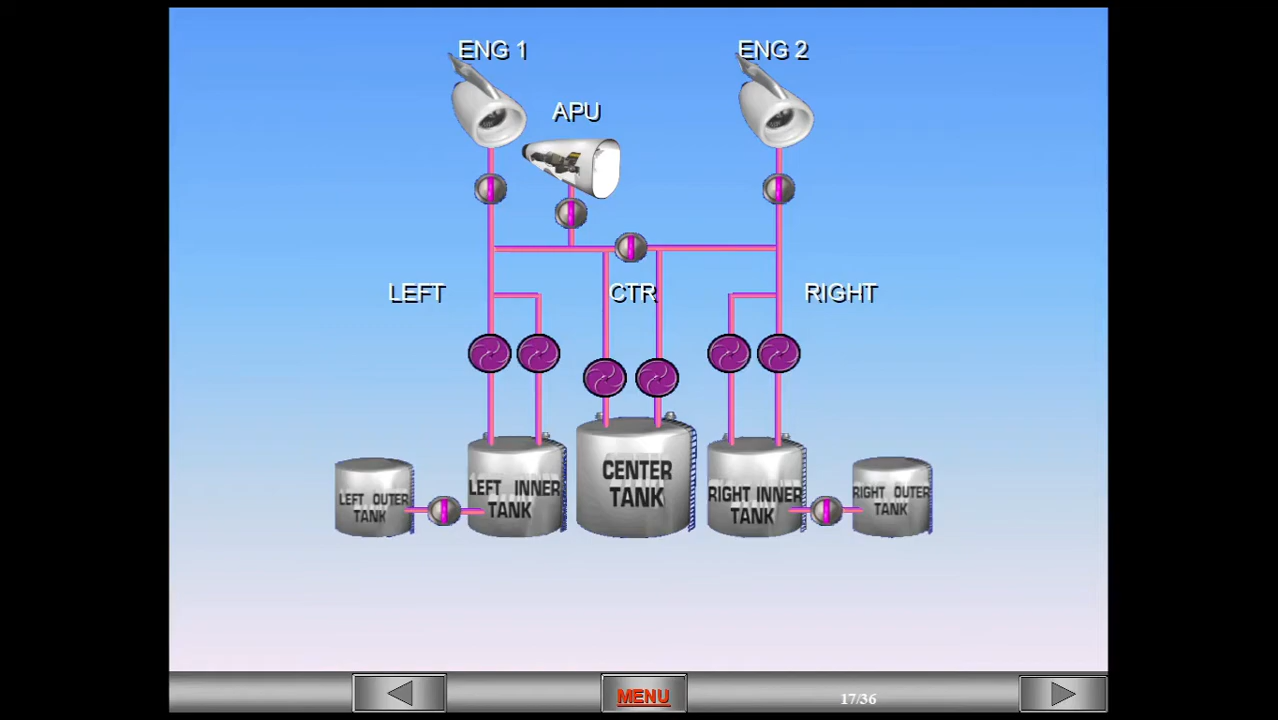 ENG 1
ENG 2
APU
LEFT
CTR
RIGHT
LEFT OUTER
TANK
LEFT INNER
TANK
CENTER
TANK
RIGHT INNER
TANK
RIGHT OUTER
TANK
MENU
17/36